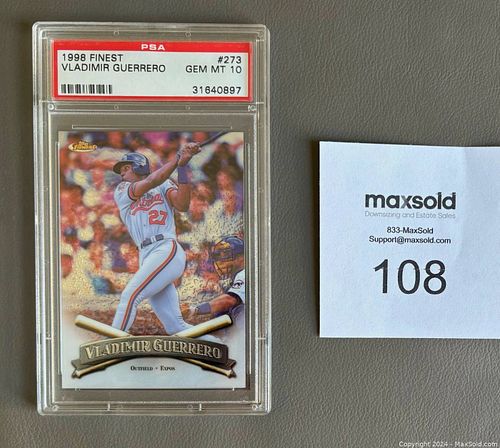 PSA
1998 FINEST #273
VLADIMIR GUERRERO GEM MT 10
31640897
Finest
27
VLADIMIR GUERRERO
OUTFIELD • EXPOS
maxsold
Downsizing and Estate Sales
833-MaxSold
Support@maxsold.com
108
Copyright 2024 - MaxSold.com